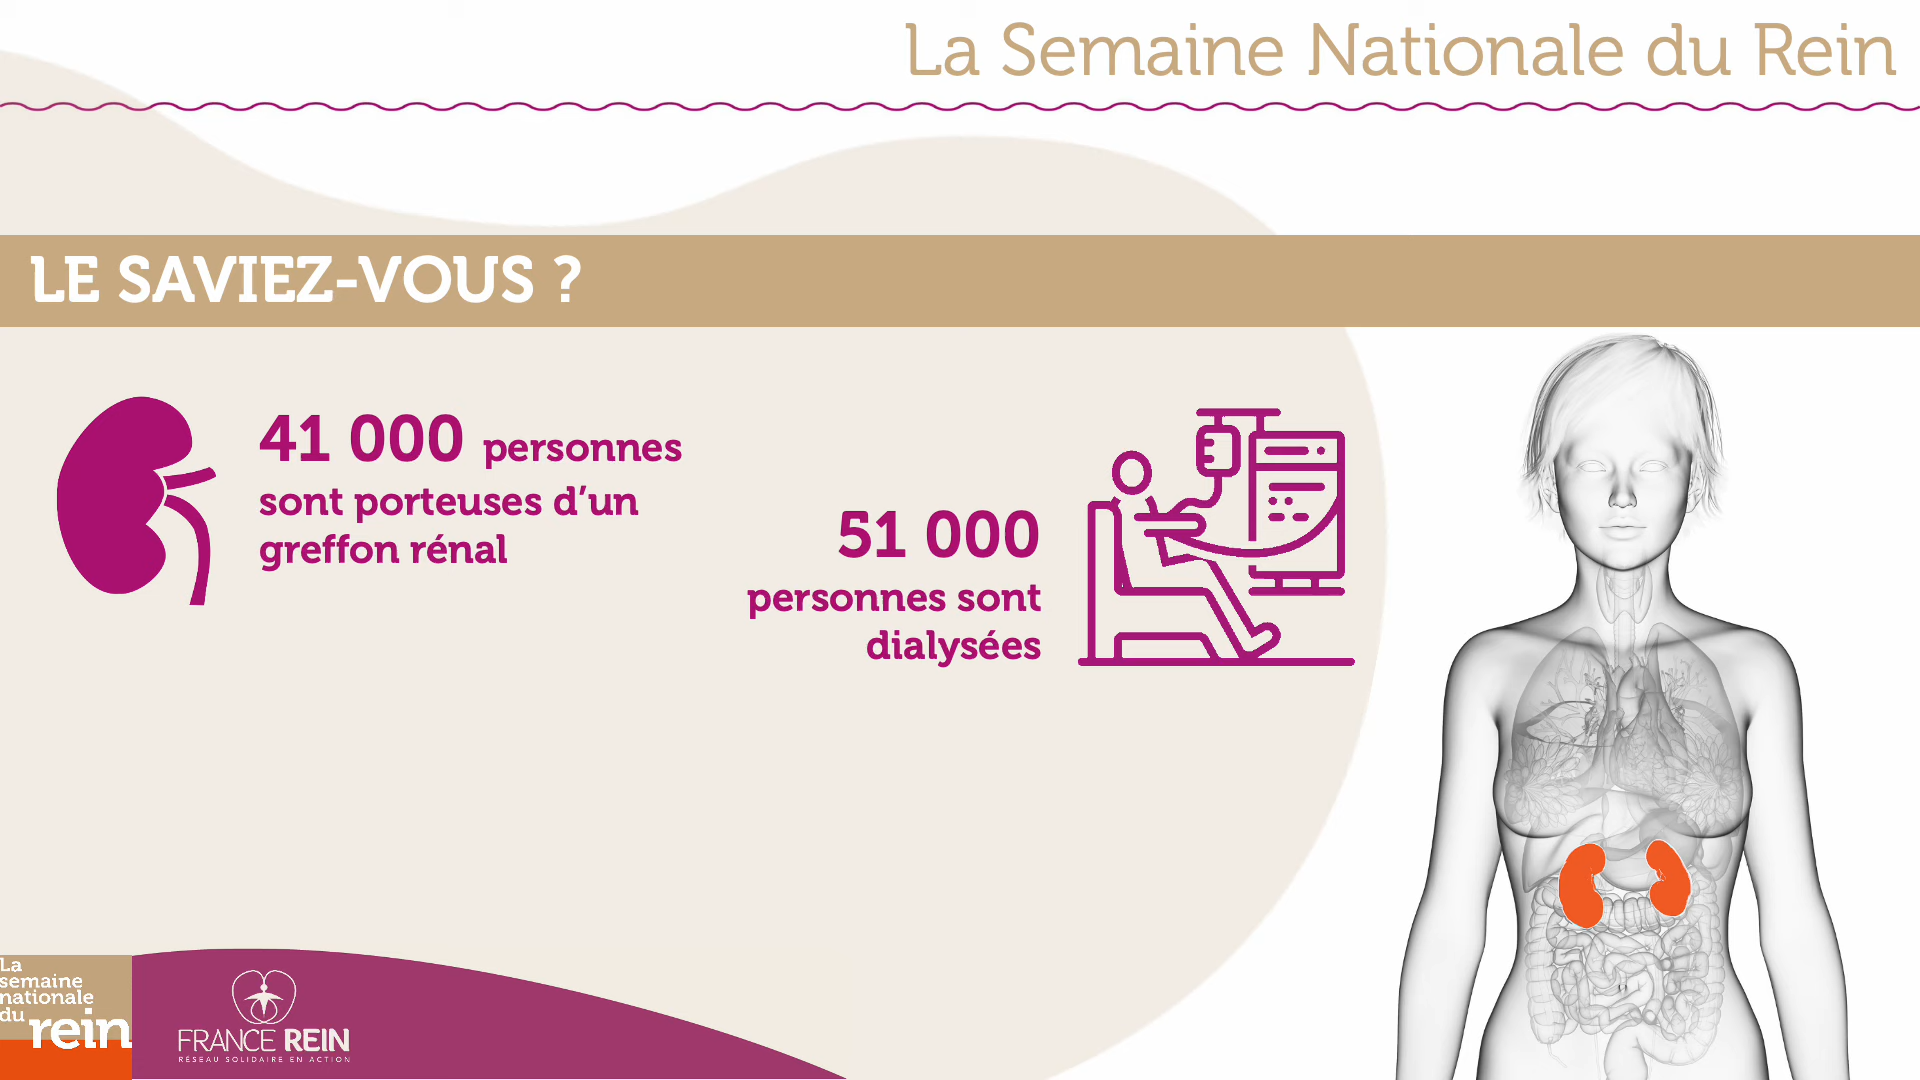 La Semaine Nationale du Rein
LE SAVIEZ-VOUS ?
41 000 personnes
sont porteuses d’un
greffon rénal
51 000
personnes sont
dialysées
La
semaine
nationale
du
rein
FRANCE REIN
RÉSEAU SOLIDAIRE EN ACTION